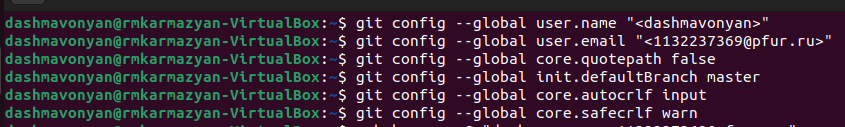 dashmavonyan@rmkarmazyan-VirtualBox:~$ git config --global user.name "<dashmavonyan>"
dashmavonyan@rmkarmazyan-VirtualBox:~$ git config --global user.email "<1132237369@pfur.ru>"
dashmavonyan@rmkarmazyan-VirtualBox:~$ git config --global core.quotepath false
dashmavonyan@rmkarmazyan-VirtualBox:~$ git config --global init.defaultBranch master
dashmavonyan@rmkarmazyan-VirtualBox:~$ git config --global core.autocrlf input
dashmavonyan@rmkarmazyan-VirtualBox:~$ git config --global core.safecrlf warn